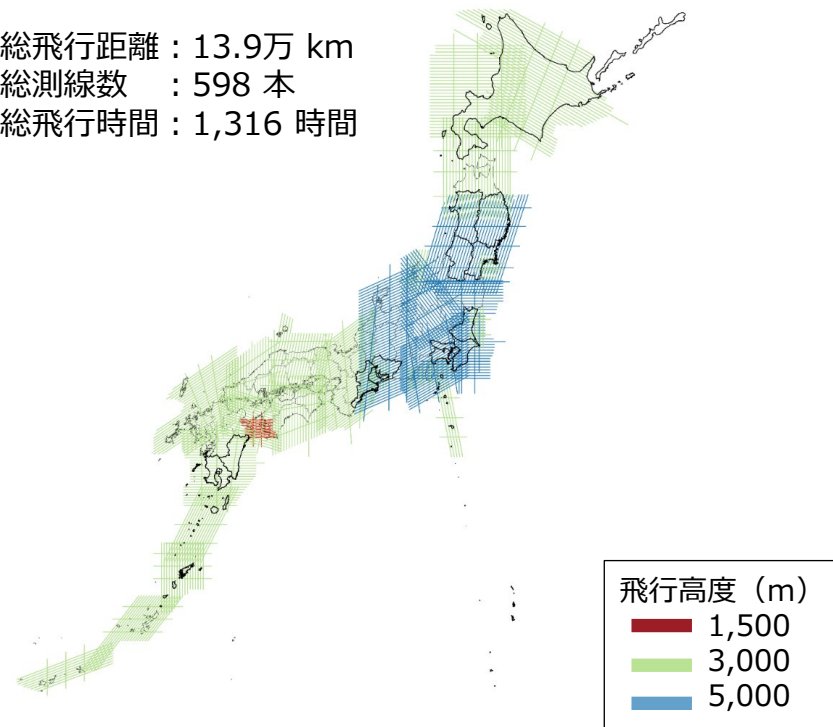 総飛行距離：13.9万 km
総測線数　：598 本
総飛行時間：1,316 時間
飛行高度（m）
1,500
3,000
5,000